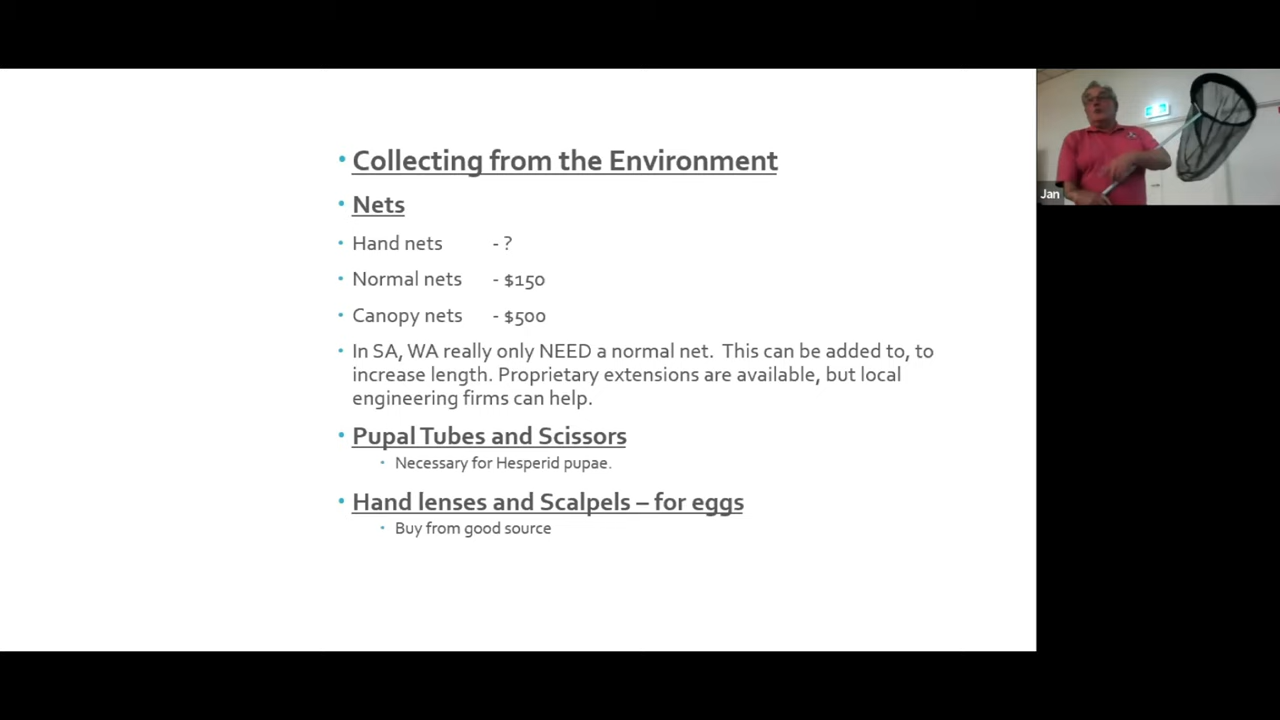 Collecting from the Environment
Nets
Hand nets - ?
Normal nets - $150
Canopy nets - $500
In SA, WA really only NEED a normal net. This can be added to, to
increase length. Proprietary extensions are available, but local
engineering firms can help.
Pupal Tubes and Scissors
Necessary for Hesperid pupae.
Hand lenses and Scalpels – for eggs
Buy from good source
Jan